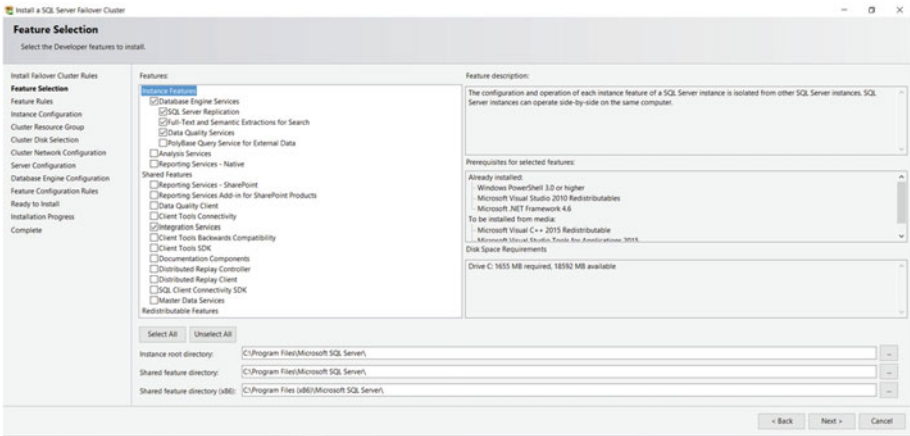 Install a SQL Server Failover Cluster
Feature Selection
Select the Developer features to install.
Install Failover Cluster Rules
Feature Selection
Feature Rules
Instance Configuration
Cluster Resource Group
Cluster Disk Selection
Cluster Network Configuration
Server Configuration
Database Engine Configuration
Feature Configuration Rules
Ready to Install
Installation Progress
Complete
Features:
Instance Features
Database Engine Services
SQL Server Replication
Full-Text and Semantic Extractions for Search
Data Quality Services
PolyBase Query Service for External Data
Analysis Services
Reporting Services - Native
Shared Features
Reporting Services - SharePoint
Reporting Services Add-in for SharePoint Products
Data Quality Client
Client Tools Connectivity
Integration Services
Client Tools Backwards Compatibility
Client Tools SDK
Documentation Components
Distributed Replay Controller
Distributed Replay Client
SQL Client Connectivity SDK
Master Data Services
Redistributable Features
Feature description:
The configuration and operation of each instance feature of a SQL Server instance is isolated from other SQL Server instances. SQL
Server instances can operate side-by-side on the same computer.
Prerequisites for selected features:
Already installed:
Windows PowerShell 3.0 or higher
Microsoft Visual Studio 2010 Redistributables
Microsoft .NET Framework 4.6
To be installed from media:
Microsoft Visual C++ 2015 Redistributable
Microsoft Visual Studio Tools for Applications 2015
Disk Space Requirements
Drive C: 1655 MB required, 18592 MB available
Select All
Unselect All
Instance root directory:
C:\Program Files\Microsoft SQL Server\
...
Shared feature directory:
C:\Program Files\Microsoft SQL Server\
...
Shared feature directory (x86):
C:\Program Files (x86)\Microsoft SQL Server\
...
< Back
Next >
Cancel